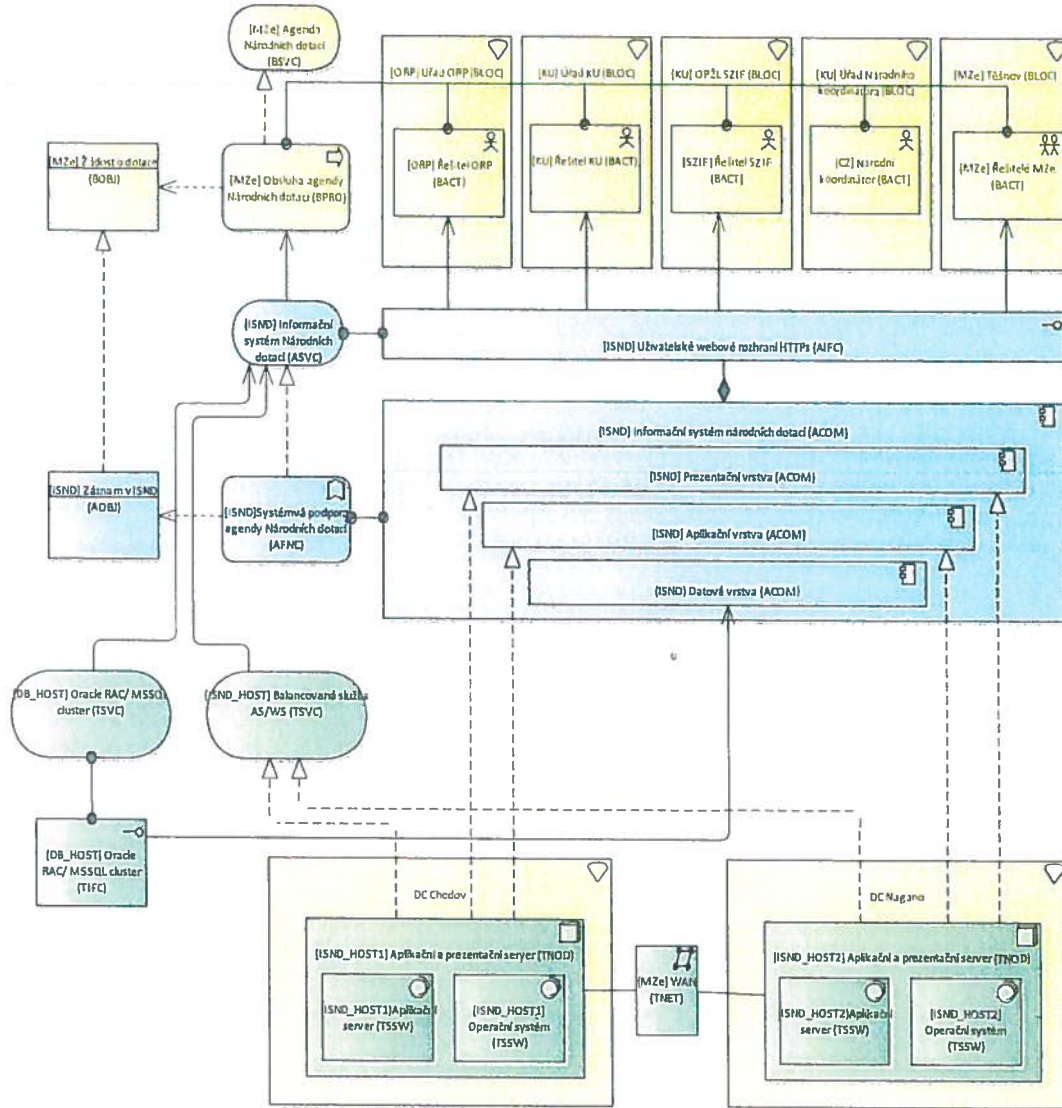 [MZe] Agenda
Národních dotací
(BSVC)
[ORP] Úřad ORP (BLOC)
[KU] Úřad KU (BLOC)
[KU] OPŽL SZIF (BLOC)
[KU] Úřad Národního
koordinátora (BLOC)
[MZe] Těšnov (BLOC)
[MZe] Žádost o dotace
(BOBJ)
[MZe] Obsluha agendy
Národních dotací (BPRO)
[ORP] Řešitel ORP
(BACT)
[KU] Řešitel KU (BACT)
[SZIF] Řešitel SZIF
(BACT)
[CZ] Národní
koordinátor (BACT)
[MZe] Řešitelé MZe
(BACT)
[ISND] Informační
systém Národních
dotací (ASVC)
[ISND] Uživatelské webové rozhraní HTTPs (AIFC)
[ISND] Informační systém národních dotací (ACOM)
[ISND] Prezentační vrstva (ACOM)
[ISND] Záznam v ISND
(AOBJ)
[ISND]Systémvá podpora
agendy Národních dotací
(AFNC)
[ISND] Aplikační vrstva (ACOM)
[ISND] Datová vrstva (ACOM)
[DB_HOST] Oracle RAC/ MSSQL
cluster (TSVC)
[ISND_HOST] Balancovaná služba
AS/WS (TSVC)
[DB_HOST] Oracle
RAC/ MSSQL cluster
(TIFC)
DC Chodov
DC Nagano
[ISND_HOST1] Aplikační a prezentační server (TNOD)
[MZe] WAN
(TNET)
[ISND_HOST2] Aplikační a prezentační server (TNOD)
ISND_HOST1]Aplikační
server (TSSW)
[ISND_HOST1]
Operační systém
(TSSW)
ISND_HOST2]Aplikační
server (TSSW)
[ISND_HOST2]
Operační systém
(TSSW)